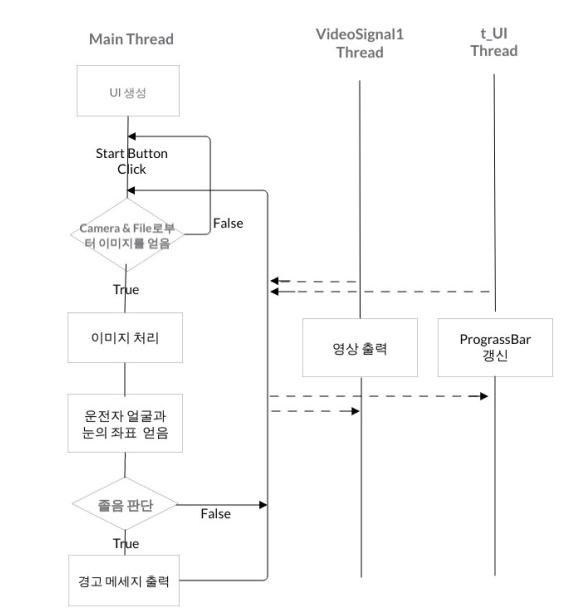 Main Thread
VideoSignal1
Thread
t_UI
Thread
UI 생성
Start Button
Click
Camera & File로부
터 이미지를 얻음
False
True
이미지 처리
영상 출력
PrograssBar
갱신
운전자 얼굴과
눈의 좌표 얻음
졸음 판단
False
True
경고 메세지 출력